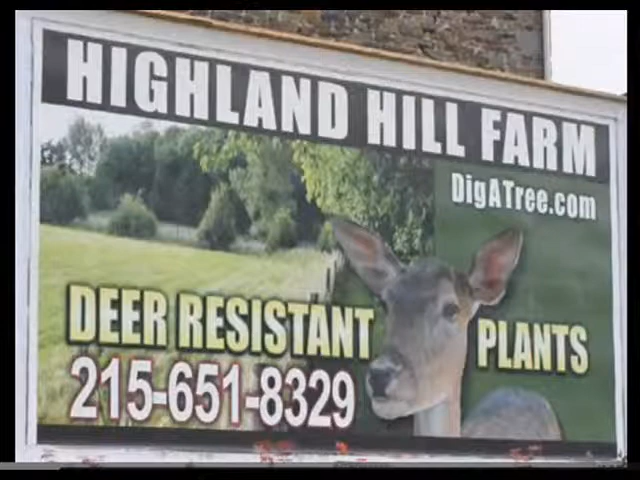 HIGHLAND HILL FARM
DigATree.com
DEER RESISTANT PLANTS
215-651-8329